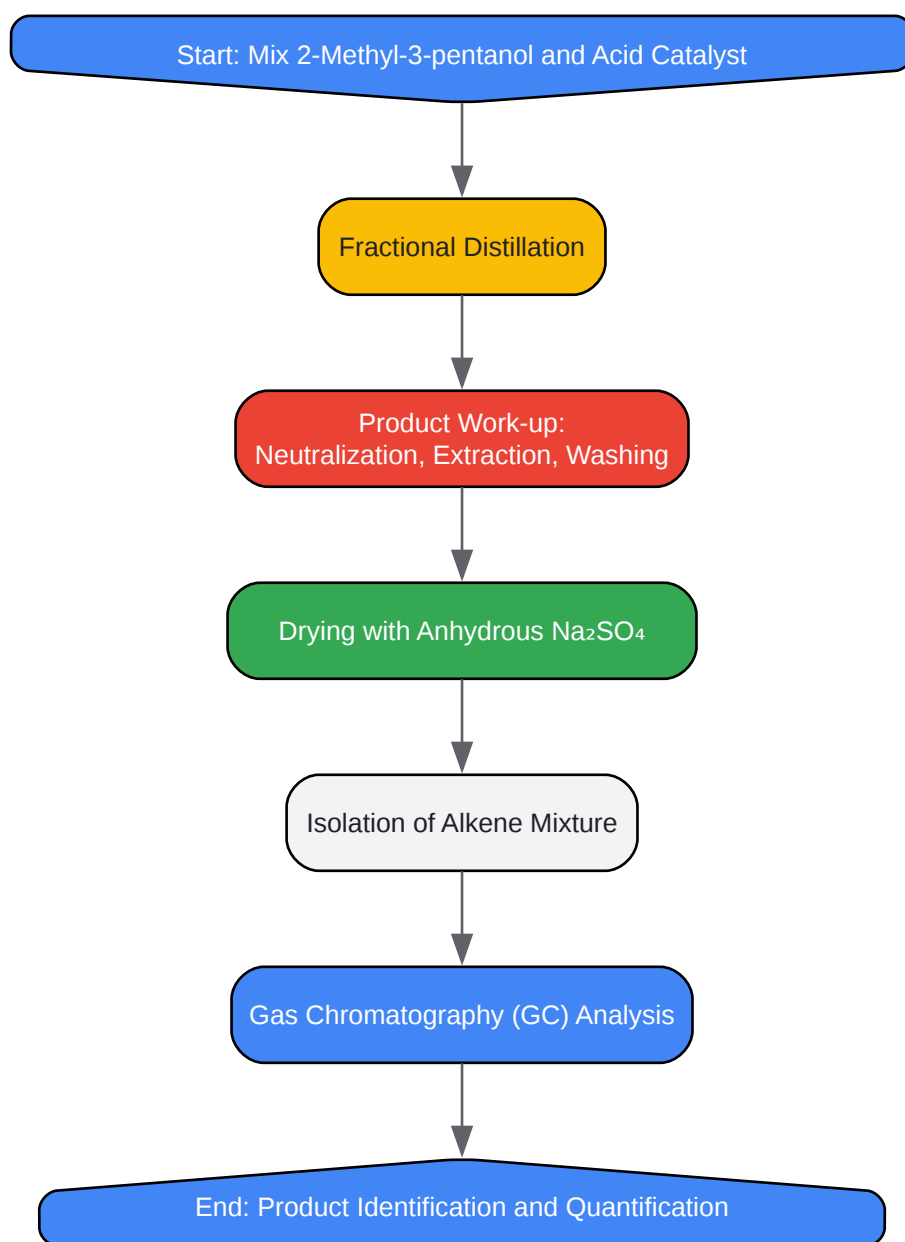 Start: Mix 2-Methyl-3-pentanol and Acid Catalyst
Fractional Distillation
Product Work-up:
Neutralization, Extraction, Washing
Drying with Anhydrous Na₂SO₄
Isolation of Alkene Mixture
Gas Chromatography (GC) Analysis
End: Product Identification and Quantification